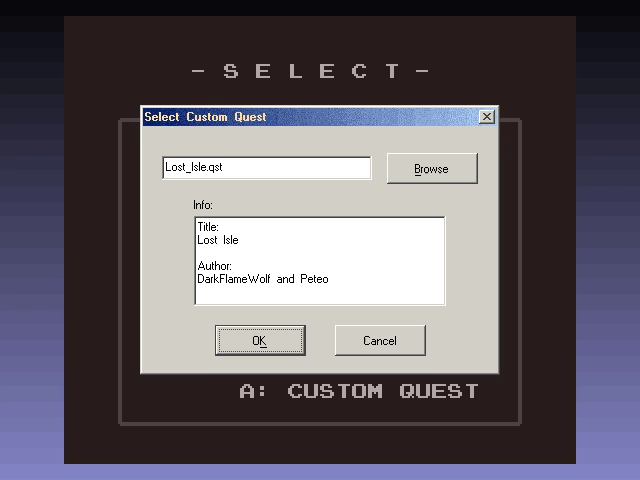 - S E L E C T -
Select Custom Quest
Lost_Isle.qst
Browse
Info:
Title:
Lost Isle
Author:
DarkFlameWolf and Peteo
OK
Cancel
A: CUSTOM QUEST